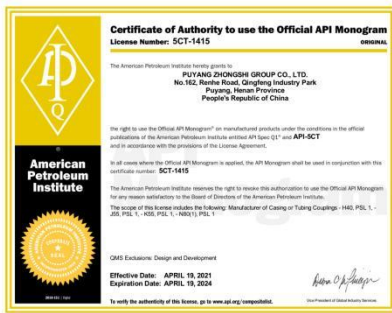 Certificate of Authority to use the Official API Monogram
License Number: 5CT-1415
ORIGINAL
The American Petroleum Institute hereby grants to
PUYANG ZHONGSHI GROUP CO., LTD.
No.162, Renhe Road, Qingfeng Industry Park
Puyang, Henan Province
People's Republic of China
the right to use the Official API Monogram® on manufactured products under the conditions in the official
publications of the American Petroleum Institute entitled API Spec Q1® and API-5CT
and in accordance with the provisions of the License Agreement.
In all cases where the Official API Monogram is applied, the API Monogram shall be used in conjunction with this
certificate number: 5CT-1415
The American Petroleum Institute reserves the right to revoke this authorization to use the Official API Monogram
for any reason satisfactory to the Board of Directors of the American Petroleum Institute.
The scope of this license includes the following: Manufacturer of Casing or Tubing Couplings - H40, PSL 1, -
J55, PSL 1, - K55, PSL 1, - N80(1), PSL 1
QMS Exclusions: Design and Development
Effective Date: APRIL 19, 2021
Expiration Date: APRIL 19, 2024
To verify the authenticity of this license, go to www.api.org/compositelist.
Vice President of Global Industry Services
API
Q
American
Petroleum
Institute
SEAL